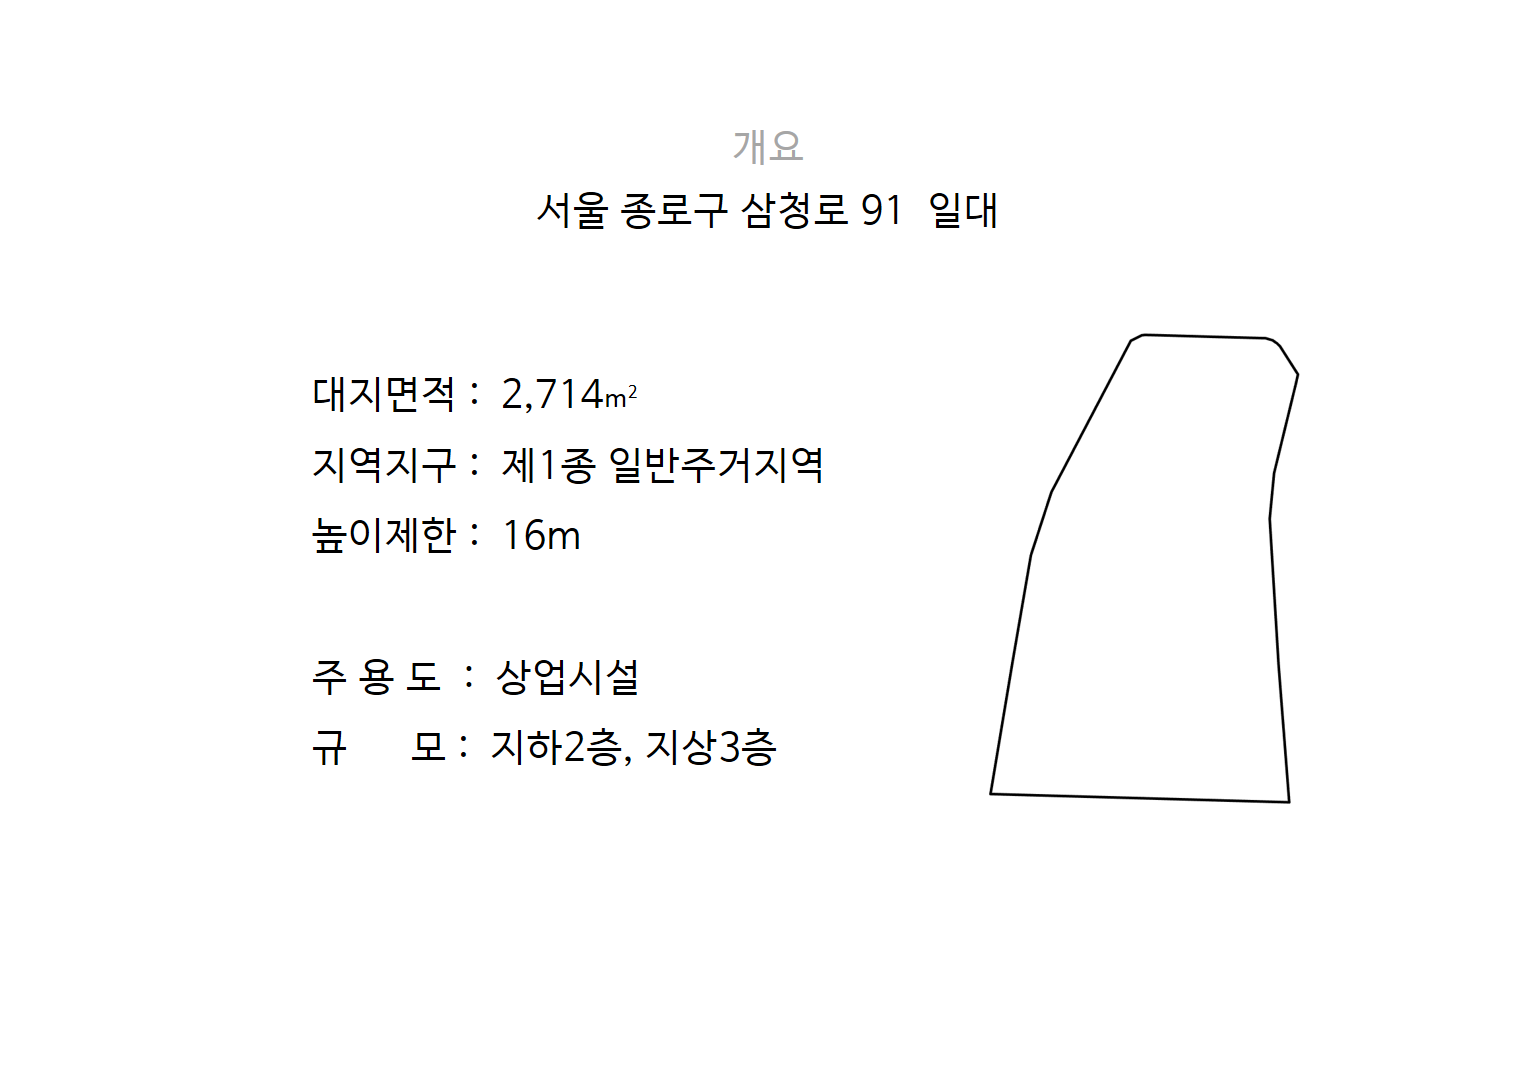 개요
서울 종로구 삼청로 91 일대
대지면적 : 2,714m²
지역지구 : 제1종 일반주거지역
높이제한 : 16m
주 용 도 : 상업시설
규 모 : 지하2층, 지상3층